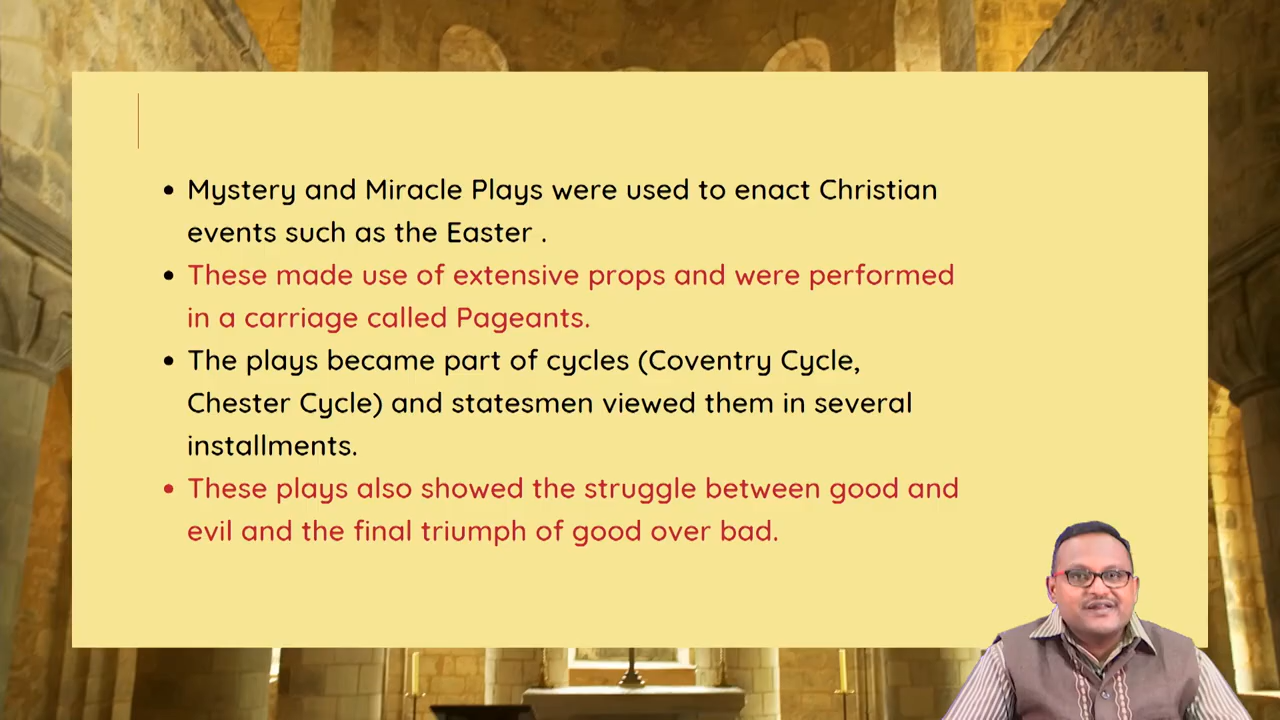 • Mystery and Miracle Plays were used to enact Christian
events such as the Easter .
• These made use of extensive props and were performed
in a carriage called Pageants.
• The plays became part of cycles (Coventry Cycle,
Chester Cycle) and statesmen viewed them in several
installments.
• These plays also showed the struggle between good and
evil and the final triumph of good over bad.